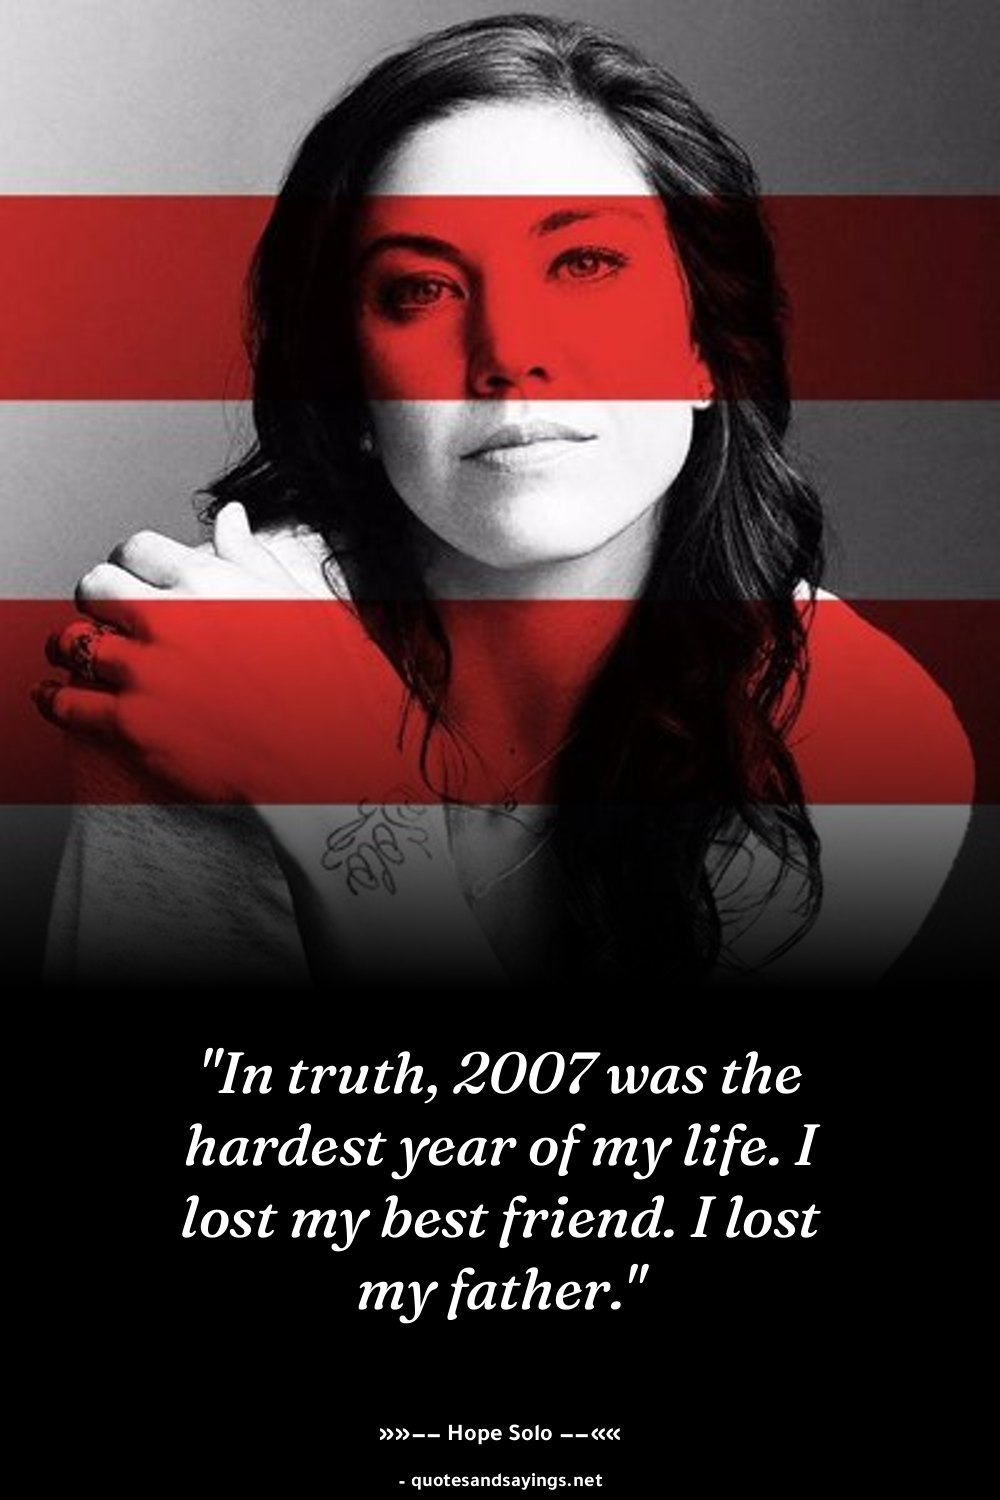 "In truth, 2007 was the
hardest year of my life. I
lost my best friend. I lost
my father."
»»–– Hope Solo ––««
- quotesandsayings.net